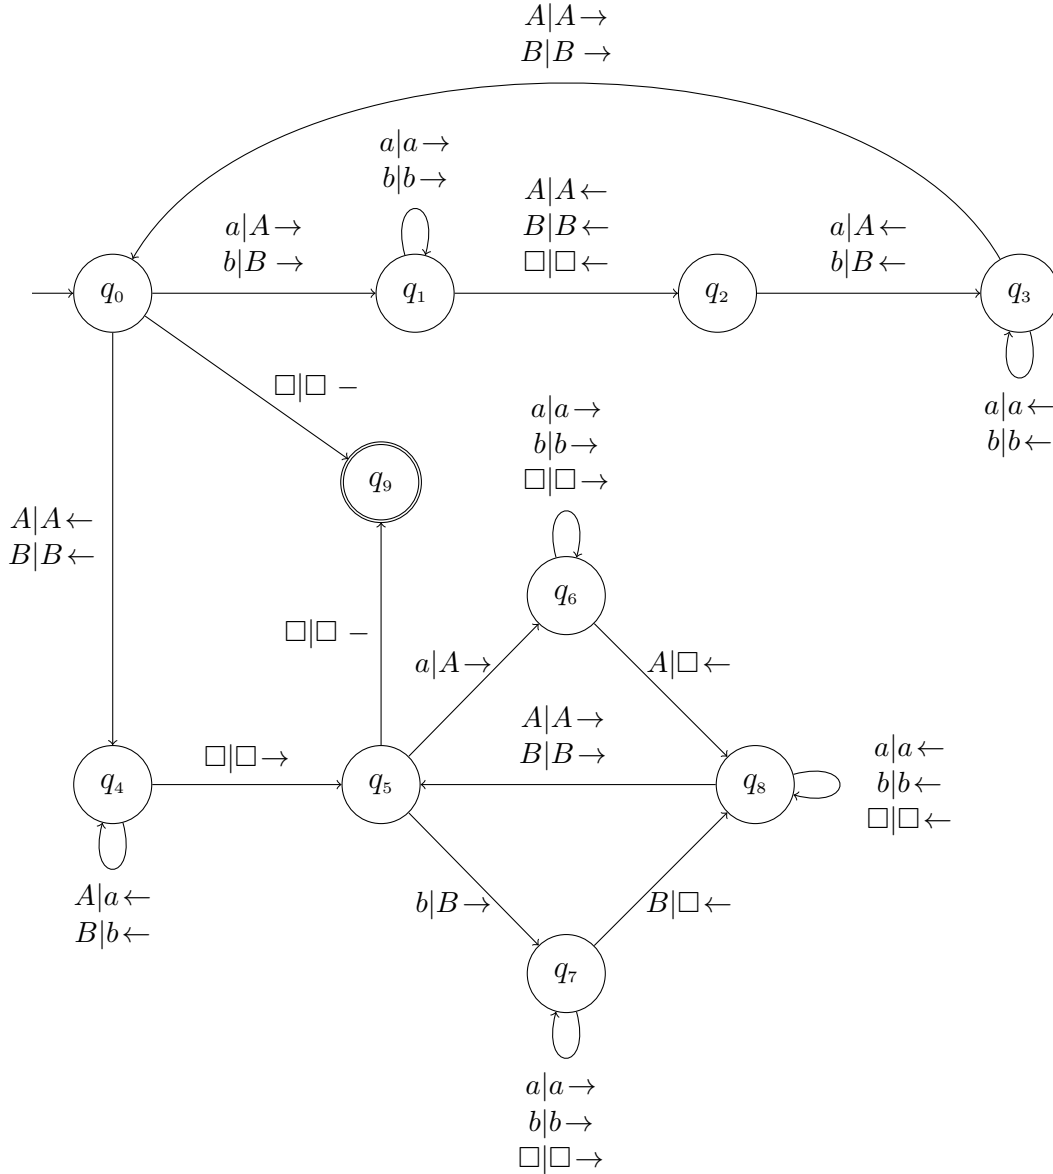 A|A→
B|B→
a|a→
b|b→
A|A←
B|B←
□|□←
a|A→
b|B→
a|A←
b|B←
q₀
q₁
q₂
q₃
□|□ −
a|a→
b|b→
□|□→
a|a←
b|b←
q₉
A|A←
B|B←
q₆
□|□ −
a|A→
A|□←
A|A→
B|B→
□|□→
a|a←
b|b←
□|□←
q₄
q₅
q₈
A|a←
B|b←
b|B→
B|□←
q₇
a|a→
b|b→
□|□→